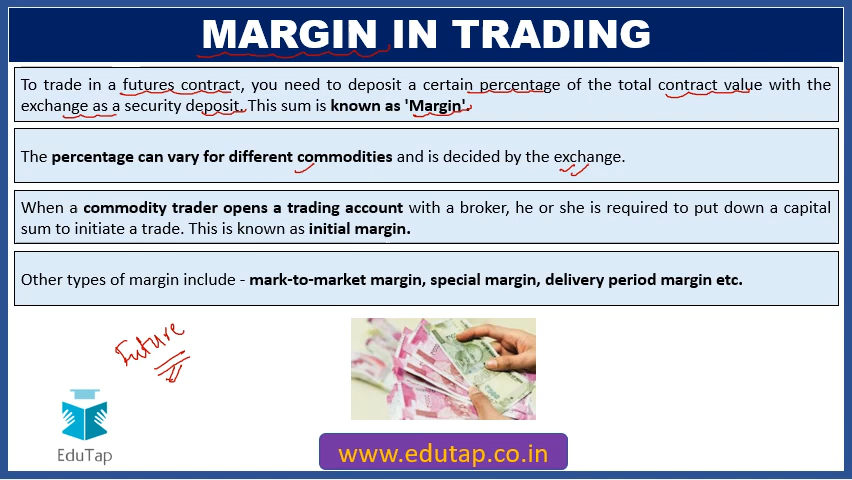 MARGIN IN TRADING
To trade in a futures contract, you need to deposit a certain percentage of the total contract value with the
exchange as a security deposit. This sum is known as 'Margin'.
The percentage can vary for different commodities and is decided by the exchange.
When a commodity trader opens a trading account with a broker, he or she is required to put down a capital
sum to initiate a trade. This is known as initial margin.
Other types of margin include - mark-to-market margin, special margin, delivery period margin etc.
Future
EduTap
www.edutap.co.in